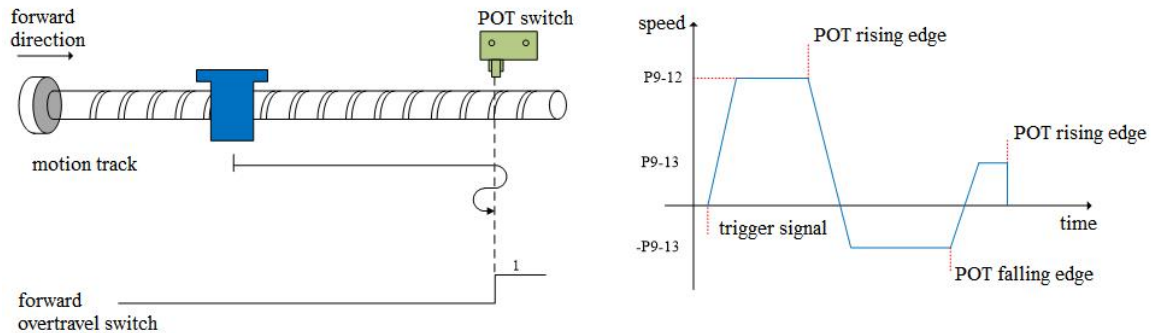 forward
direction
POT switch
motion track
1
forward
overtravel switch
speed
POT rising edge
P9-12
POT rising edge
P9-13
time
trigger signal
-P9-13
POT falling edge